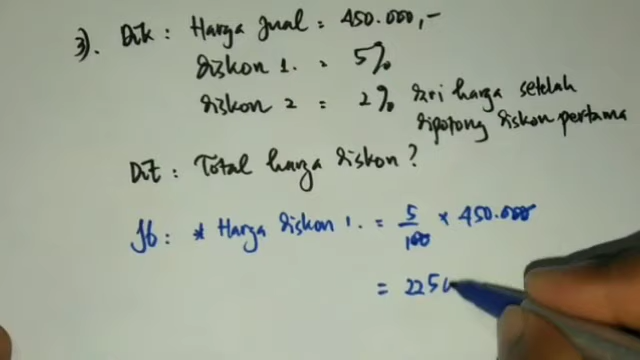 3). Dik : Harga Jual = 450.000,-
Diskon 1. = 5%
Diskon 2 = 2% dari harga setelah
dipotong diskon pertama
Dit : Total harga diskon ?
Jb : * Harga diskon 1. = 5/100 x 450.000
= 2250